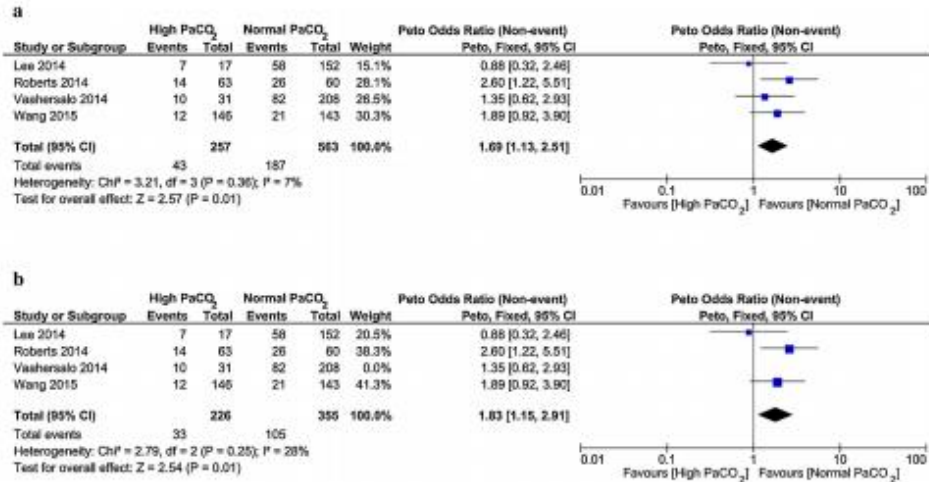 a
High PaCO2 Normal PaCO2 Peto Odds Ratio (Non-event) Peto Odds Ratio (Non-event)
Study or Subgroup Events Total Events Total Weight Peto, Fixed, 95% CI Peto, Fixed, 95% CI
Lee 2014 7 17 58 152 15.1% 0.88 [0.32, 2.46]
Roberts 2014 14 63 26 60 28.1% 2.60 [1.22, 5.51]
Vaahersalo 2014 10 31 82 208 26.5% 1.35 [0.62, 2.93]
Wang 2015 12 146 21 143 30.3% 1.89 [0.92, 3.90]
Total (95% CI) 257 563 100.0% 1.69 [1.13, 2.51]
Total events 43 187
Heterogeneity: Chi² = 3.21, df = 3 (P = 0.36); I² = 7%
Test for overall effect: Z = 2.57 (P = 0.01)
0.01 0.1 1 10 100
Favours [High PaCO2] Favours [Normal PaCO2]
b
High PaCO2 Normal PaCO2 Peto Odds Ratio (Non-event) Peto Odds Ratio (Non-event)
Study or Subgroup Events Total Events Total Weight Peto, Fixed, 95% CI Peto, Fixed, 95% CI
Lee 2014 7 17 58 152 20.5% 0.88 [0.32, 2.46]
Roberts 2014 14 63 26 60 38.3% 2.60 [1.22, 5.51]
Vaahersalo 2014 10 31 82 208 0.0% 1.35 [0.62, 2.93]
Wang 2015 12 146 21 143 41.3% 1.89 [0.92, 3.90]
Total (95% CI) 226 355 100.0% 1.83 [1.15, 2.91]
Total events 33 105
Heterogeneity: Chi² = 2.79, df = 2 (P = 0.25); I² = 28%
Test for overall effect: Z = 2.54 (P = 0.01)
0.01 0.1 1 10 100
Favours [High PaCO2] Favours [Normal PaCO2]